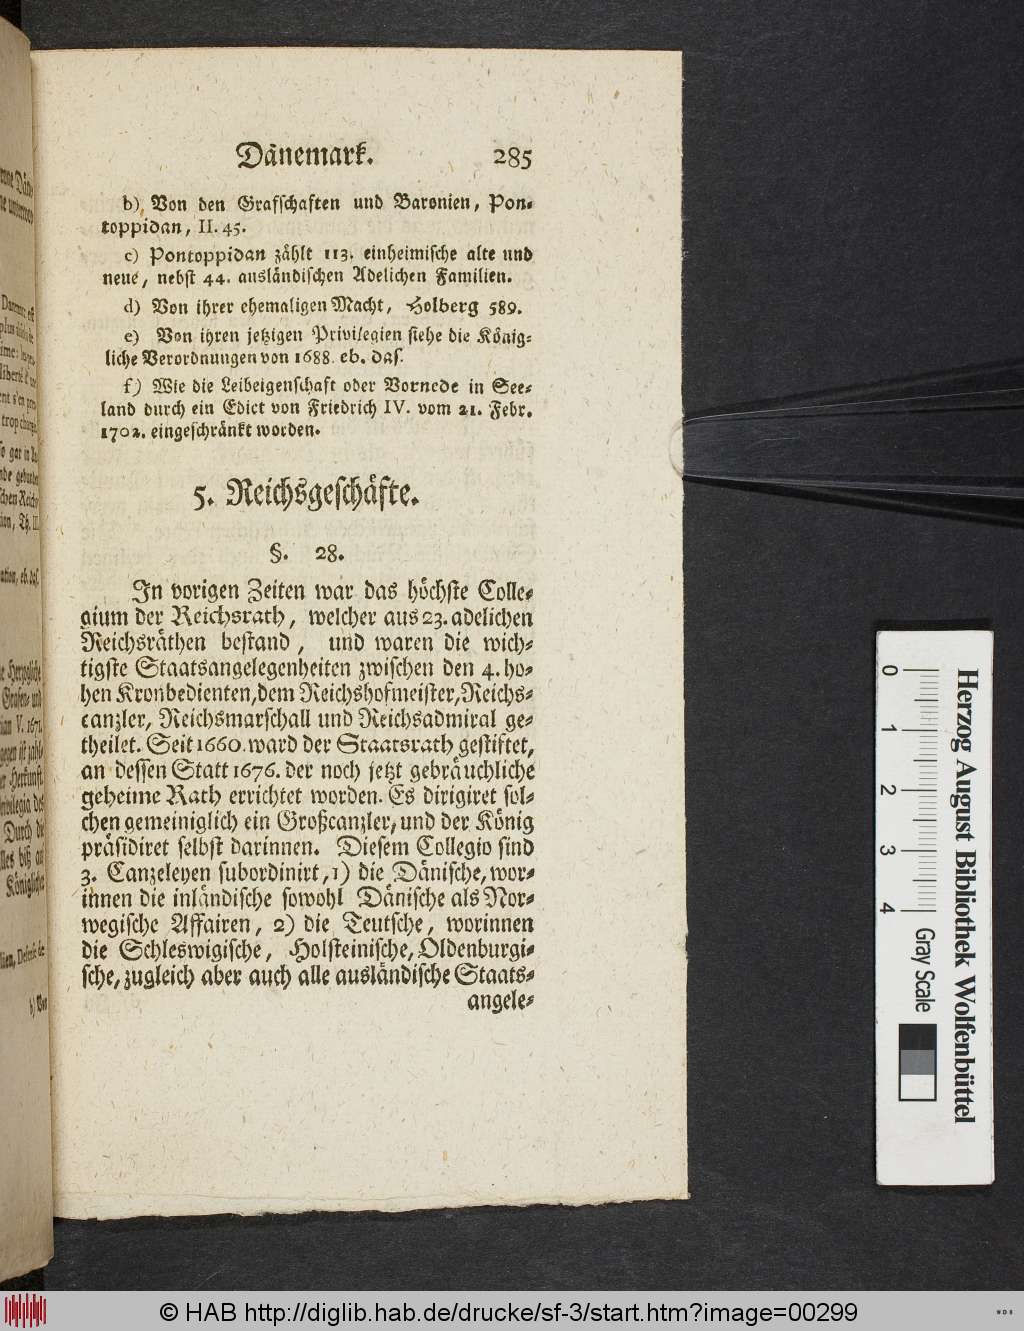 Dänemark. 285
b) Von den Grafschaften und Baronien, Pon-
toppidan, II. 45.
c) Pontoppidan zählt 113. einheimische alte und
neue, nebst 44. ausländischen Adelichen Familien.
d) Von ihrer ehemaligen Macht, Holberg 589.
e) Von ihren jetzigen Privilegien siehe die König-
liche Verordnungen von 1688. eb. das.
f) Wie die Leibeigenschaft oder Vornede in See-
land durch ein Edict von Friedrich IV. vom 21. Febr.
1702. eingeschränkt worden.
5. Reichsgeschäfte.
§. 28.
In vorigen Zeiten war das höchste Colle-
gium der Reichsrath, welcher aus 23. adelichen
Reichsräthen bestand, und waren die wich-
tigste Staatsangelegenheiten zwischen den 4. ho-
hen Kronbedienten, dem Reichshofmeister, Reichs-
canzler, Reichsmarschall und Reichsadmiral ge-
theilet. Seit 1660. ward der Staatsrath gestiftet,
an dessen Statt 1676. der noch jetzt gebräuchliche
geheime Rath errichtet worden. Es dirigiret sol-
chen gemeiniglich ein Großcanzler, und der König
präsidiret selbst darinnen. Diesem Collegio sind
3. Canzeleyen subordinirt, 1) die Dänische, wor-
innen die inländische sowohl Dänische als Nor-
wegische Affairen, 2) die Teutsche, worinnen
die Schleswigische, Holsteinische, Oldenburgi-
sche, zugleich aber auch alle ausländische Staats-
angele-
0 1 2 3 4
Gray Scale
Herzog August Bibliothek Wolfenbüttel
© HAB http://diglib.hab.de/drucke/sf-3/start.htm?image=00299